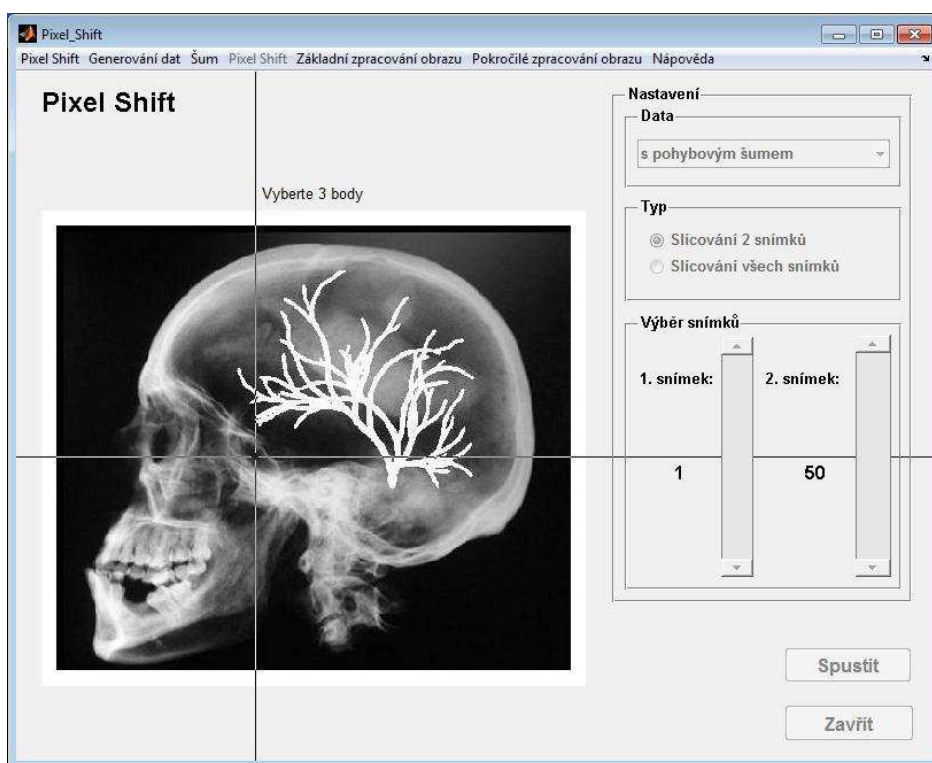 Pixel_Shift
Pixel Shift Generování dat Šum Pixel Shift Základní zpracování obrazu Pokročilé zpracování obrazu Nápověda
Pixel Shift
Vyberte 3 body
Nastavení
Data
s pohybovým šumem
Typ
Slícování 2 snímků
Slícování všech snímků
Výběr snímků
1. snímek: 2. snímek:
1 50
Spustit
Zavřít